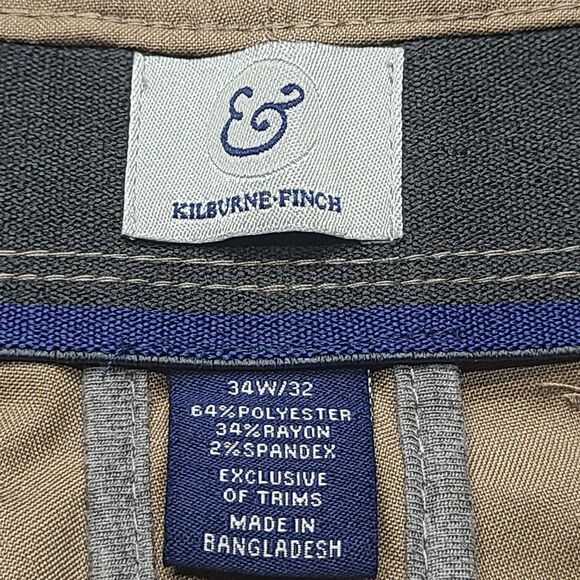 &
KILBURNE·FINCH
34W/32
64%POLYESTER
34%RAYON
2%SPANDEX
EXCLUSIVE
OF TRIMS
MADE IN
BANGLADESH